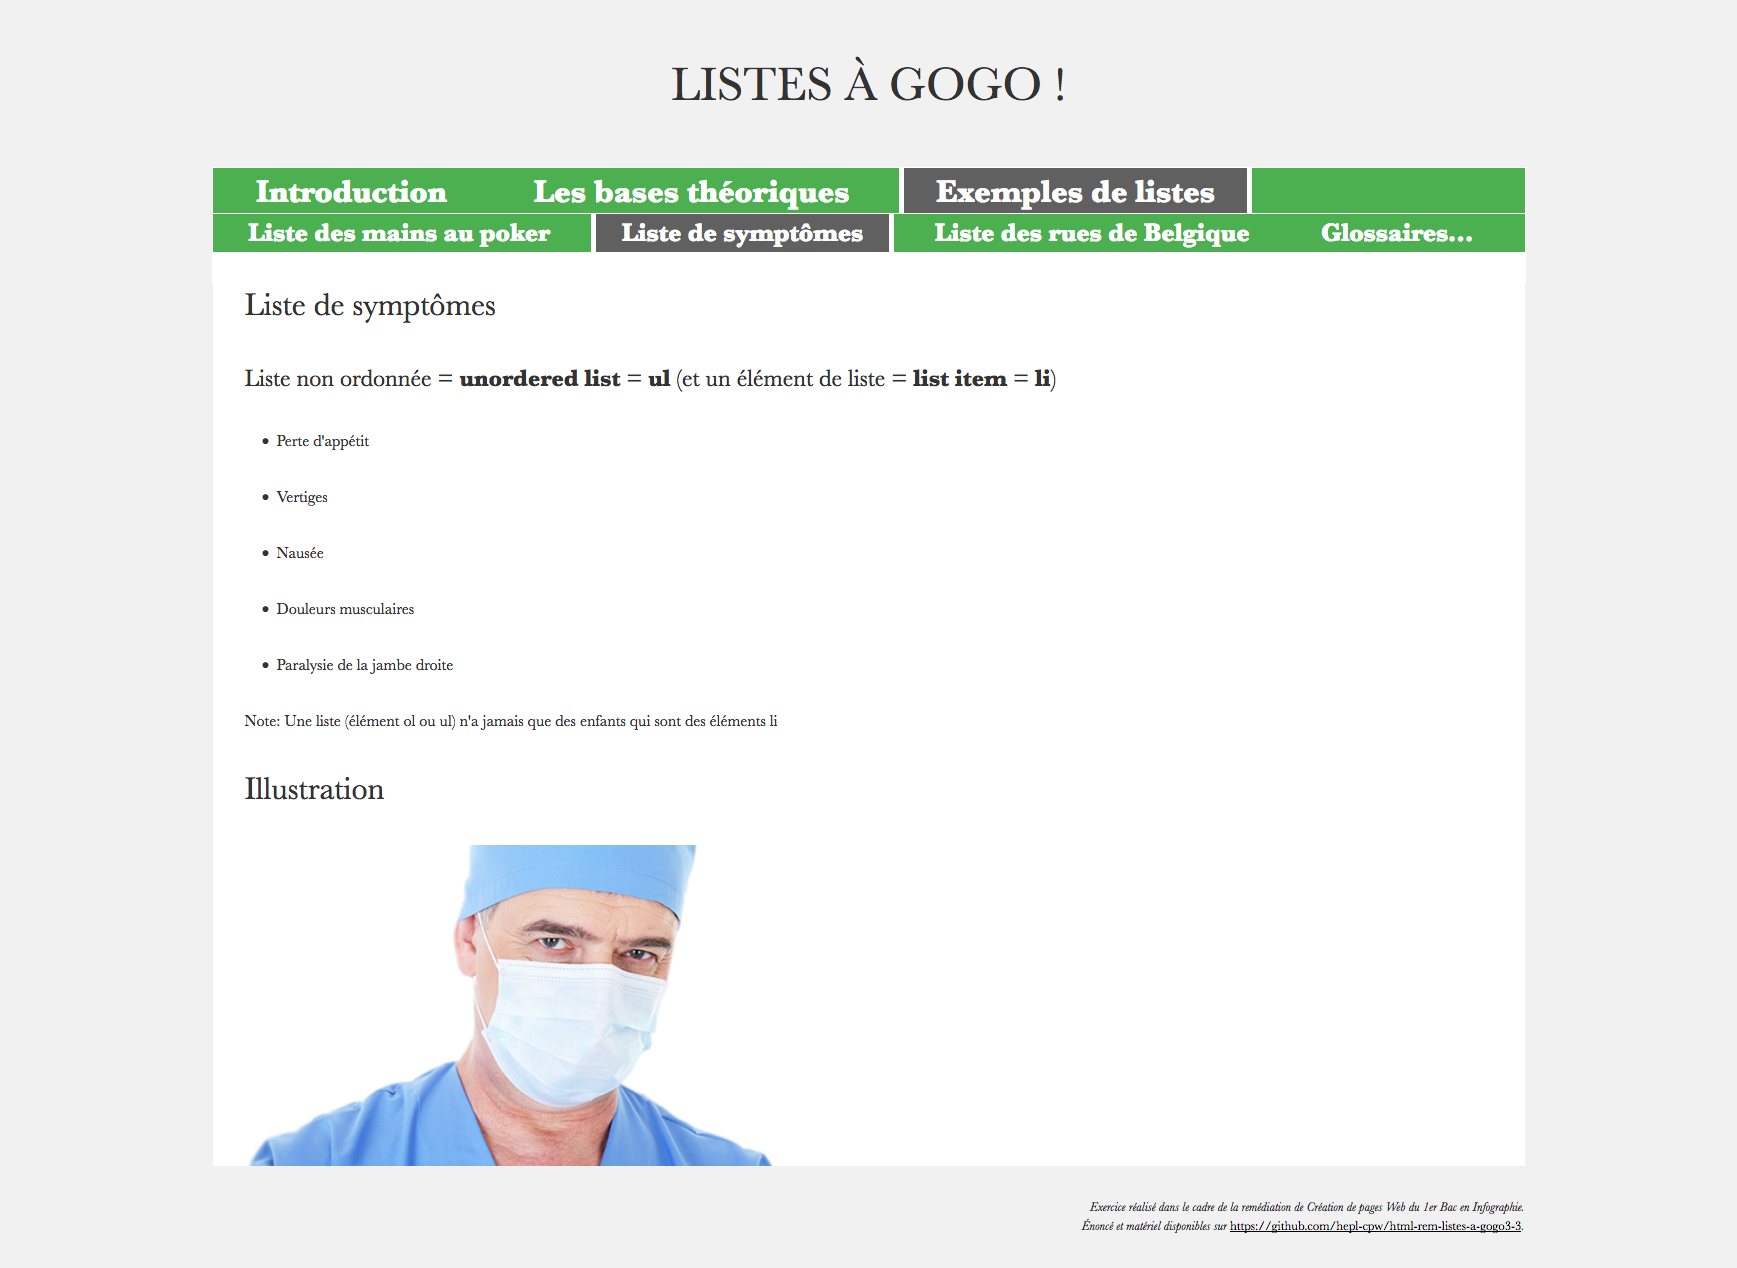 LISTES À GOGO !
Introduction Les bases théoriques Exemples de listes
Liste des mains au poker Liste de symptômes Liste des rues de Belgique Glossaires...
Liste de symptômes
Liste non ordonnée = unordered list = ul (et un élément de liste = list item = li)
• Perte d'appétit
• Vertiges
• Nausée
• Douleurs musculaires
• Paralysie de la jambe droite
Note: Une liste (élément ol ou ul) n'a jamais que des enfants qui sont des éléments li
Illustration
Exercice réalisé dans le cadre de la remédiation de Création de pages Web du 1er Bac en Infographie.
Énoncé et matériel disponibles sur https://github.com/hepl-cpw/html-rem-listes-a-gogo3-3.